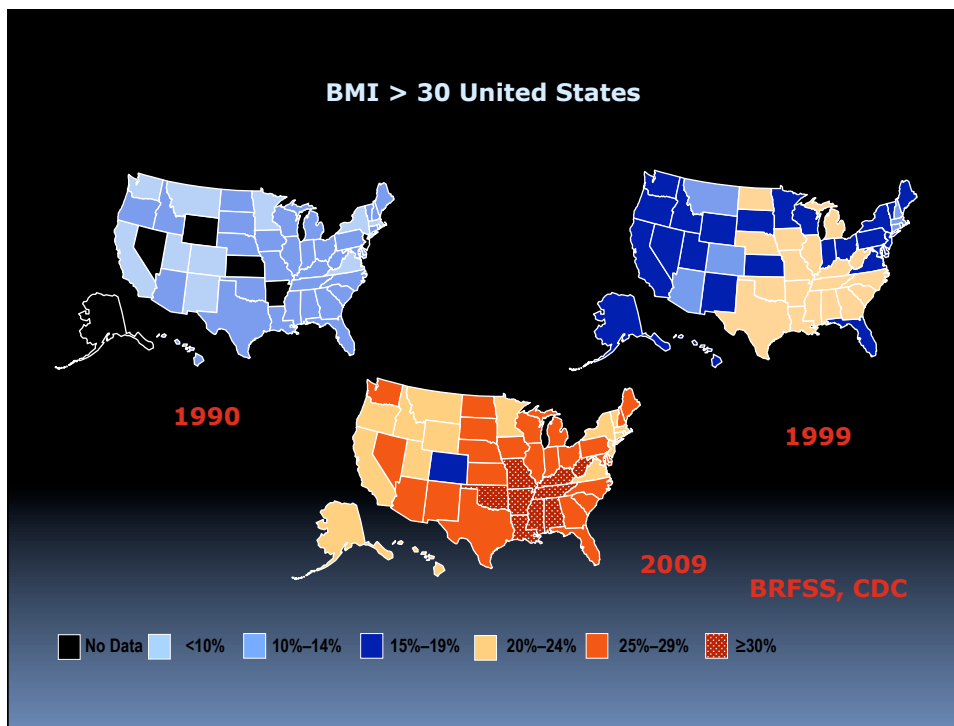 BMI > 30 United States
1990
1999
2009
BRFSS, CDC
No Data <10% 10%–14% 15%–19% 20%–24% 25%–29% ≥30%